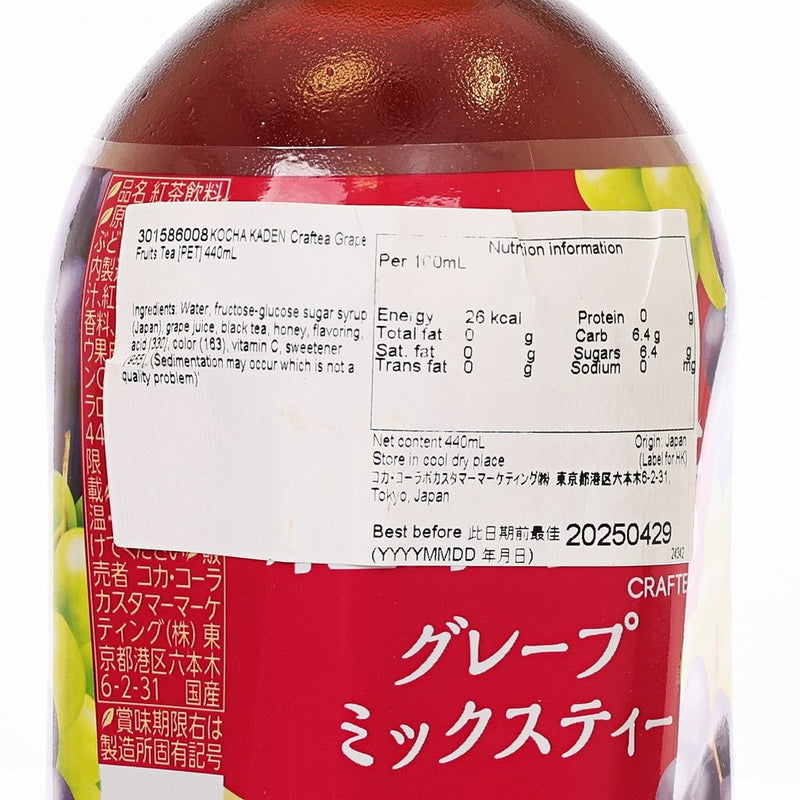 品名 紅茶飲料
原
ぶど
内製造
汁、紅
香料、
ウン
ラロ
44
限
載
温
けてください
売者 コカ・コーラ
カスタマーマーケ
ティング(株) 東
京都港区六本木
6-2-31 国産
賞味期限右は
製造所固有記号
301586008 KOCHA KADEN Craftea Grape
Fruits Tea [PET] 440mL
Ingredients: Water, fructose-glucose sugar syrup
(Japan), grape juice, black tea, honey, flavoring,
acid (330), color (163), vitamin C, sweetener
(955). (Sedimentation may occur which is not a
quality problem)
Nutrition information
Per 100mL
Energy 26 kcal Protein 0 g
Total fat 0 g Carb 6.4 g
Sat. fat 0 g Sugars 6.4 g
Trans fat 0 g Sodium 0 mg
Net content 440mL Origin: Japan
Store in cool dry place (Label for HK)
コカ・コーラボカスタマーマーケティング㈱ 東京都港区六本木6-2-31,
Tokyo, Japan
Best before 此日期前最佳 20250429
(YYYYMMDD 年月日) 24342
CRAFTE
グレープ
ミックスティー